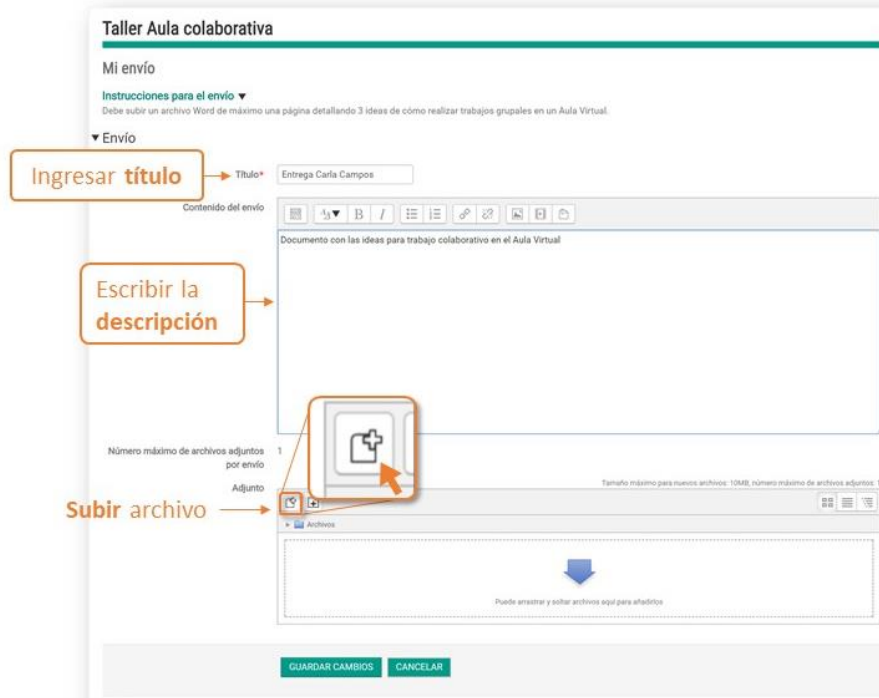 Taller Aula colaborativa
Mi envío
Instrucciones para el envío
Debe subir un archivo Word de máximo una página detallando 3 ideas de cómo realizar trabajos grupales en un Aula Virtual.
Envío
Ingresar título
Título*
Entrega Carla Campos
Contenido del envío
B I
Documento con las ideas para trabajo colaborativo en el Aula Virtual
Escribir la
descripción
Número máximo de archivos adjuntos
por envío
1
Adjunto
Tamaño máximo para nuevos archivos: 10MB, número máximo de archivos adjuntos: 1
Subir archivo
Archivos
Puede arrastrar y soltar archivos aquí para añadirlos
GUARDAR CAMBIOS
CANCELAR